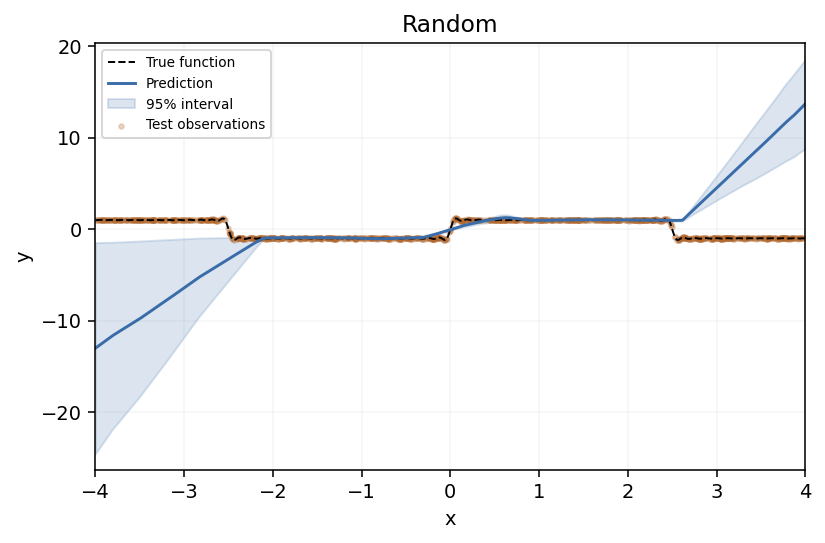 Random
True function
Prediction
95% interval
Test observations
20
10
0
−10
−20
y
−4
−3
−2
−1
0
1
2
3
4
x